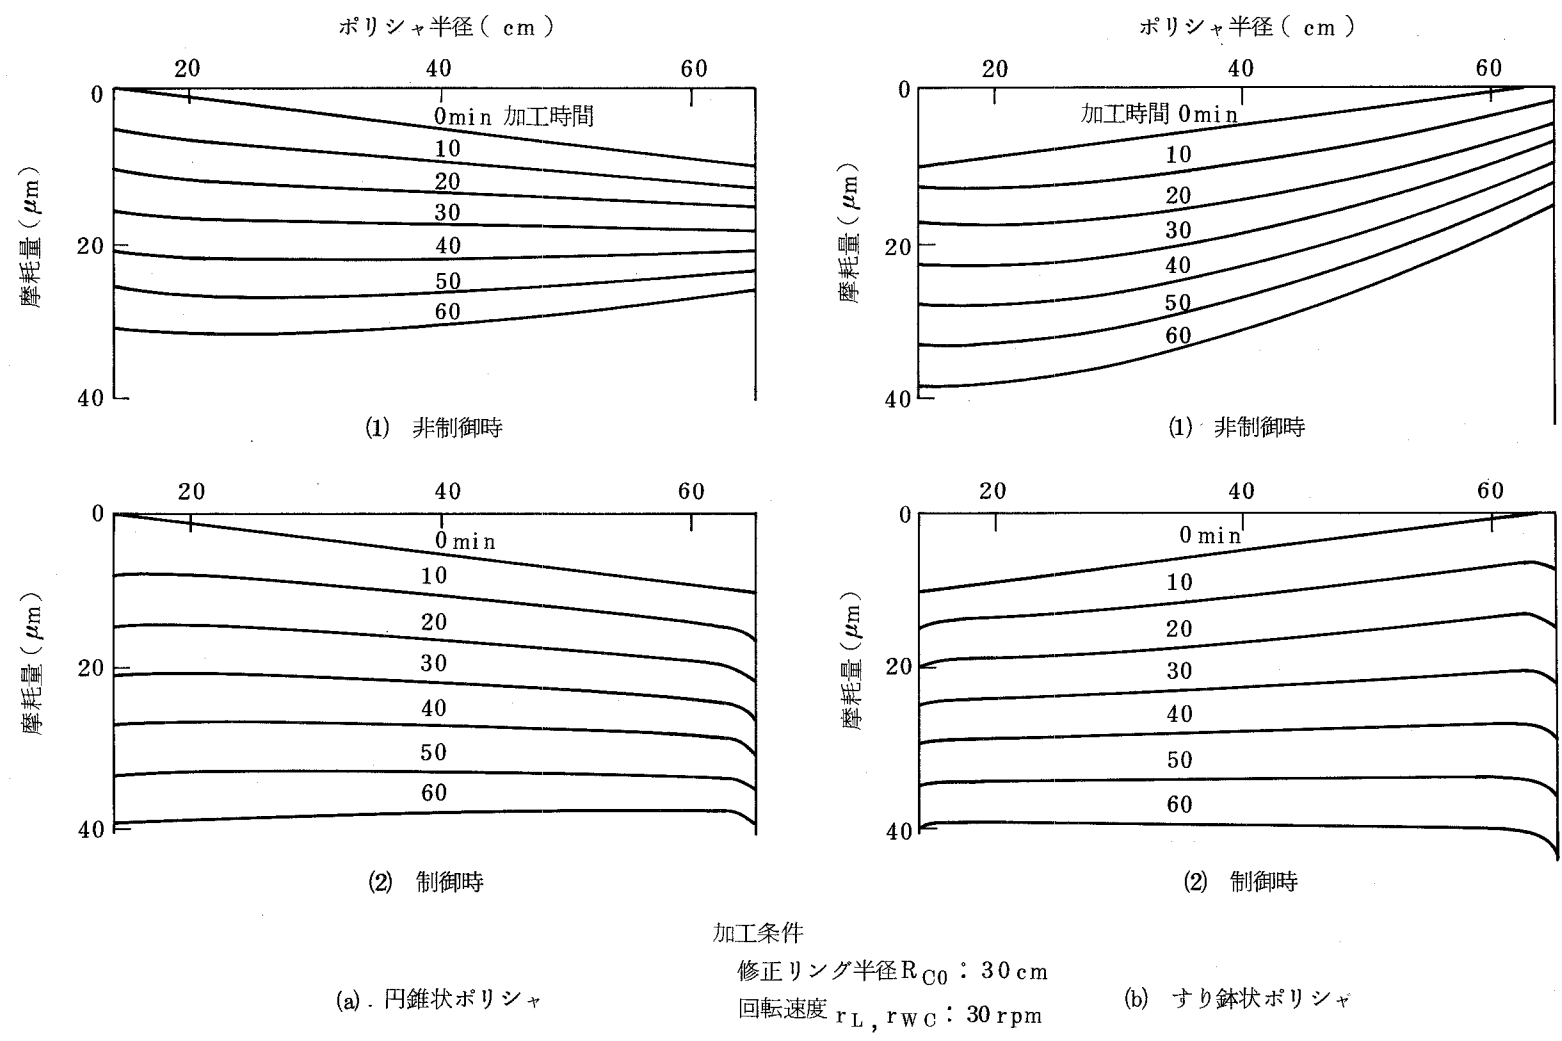 ポリシャ半径( cm )
20 40 60
0
0min 加工時間
10
20
30
20
40
50
60
40
摩耗量(μm)
(1) 非制御時
ポリシャ半径( cm )
20 40 60
0
加工時間 0min
10
20
30
20
40
50
60
40
摩耗量(μm)
(1) 非制御時
20 40 60
0
0min
10
20
30
20
40
50
60
40
摩耗量(μm)
(2) 制御時
20 40 60
0
0min
10
20
20
30
40
50
60
40
摩耗量(μm)
(2) 制御時
加工条件
修正リング半径RC0:30cm
回転速度 rL, rWC:30rpm
(a). 円錐状ポリシャ
(b) すり鉢状ポリシャ